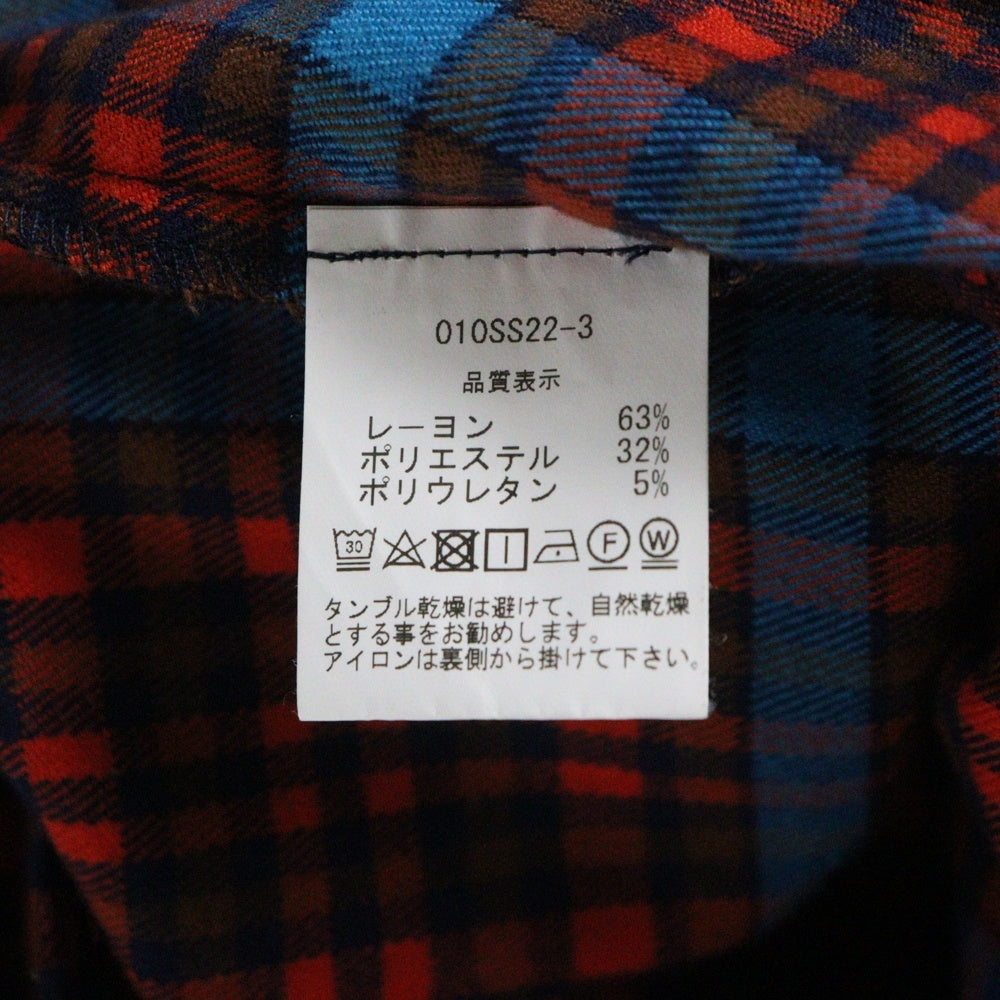 010SS22-3
品質表示
レーヨン 63%
ポリエステル 32%
ポリウレタン 5%
30 F W
タンブル乾燥は避けて、自然乾燥
とする事をお勧めします。
アイロンは裏側から掛けて下さい。